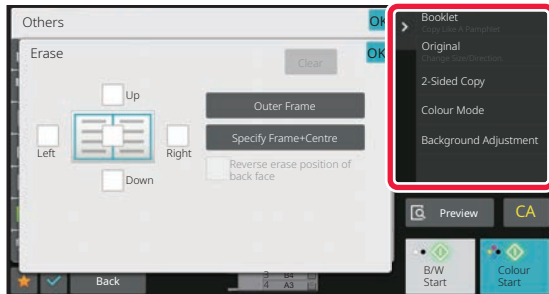 Others
OK
Erase
OK
Clear
Up
Left
Right
Down
Outer Frame
Specify Frame+Centre
Reverse erase position of
back face
Back
3 B4
4 A3
Booklet
Copy Like A Pamphlet
Original
Change Size/Direction
2-Sided Copy
Colour Mode
Background Adjustment
Preview
CA
B/W
Start
Colour
Start